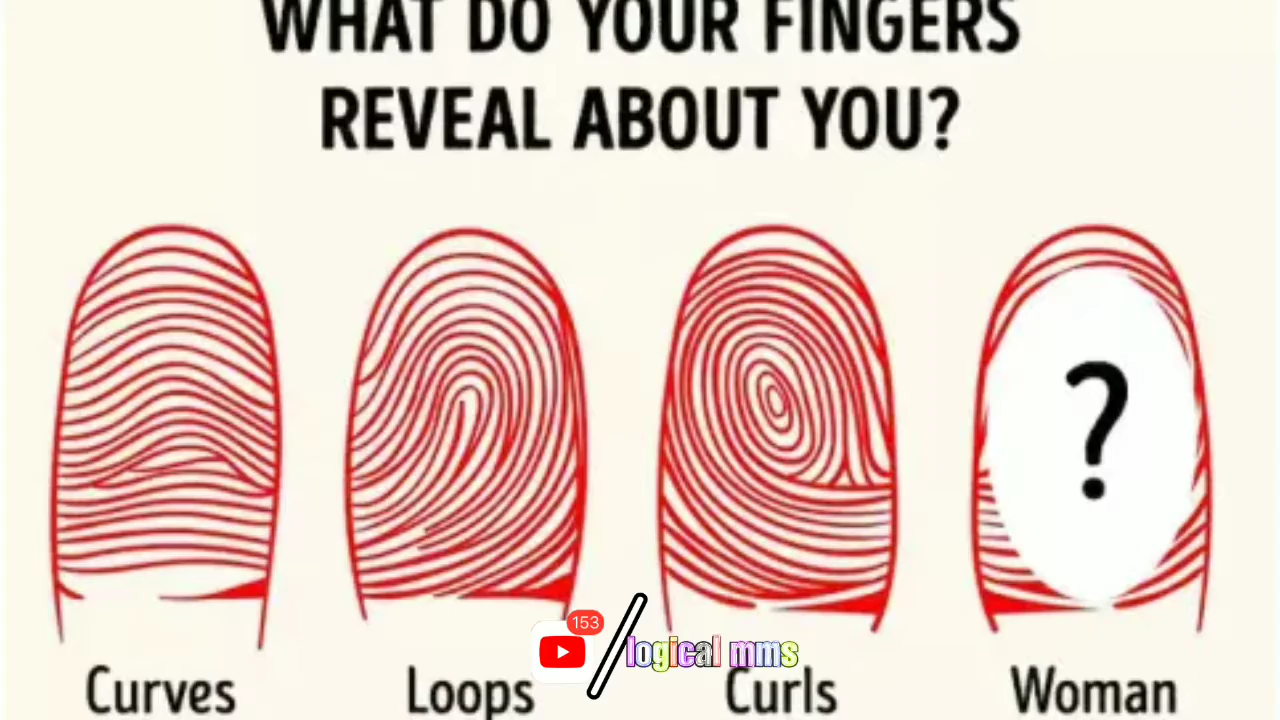 WHAT DO YOUR FINGERS
REVEAL ABOUT YOU?
?
153
logical mms
Curves
Loops
Curls
Woman